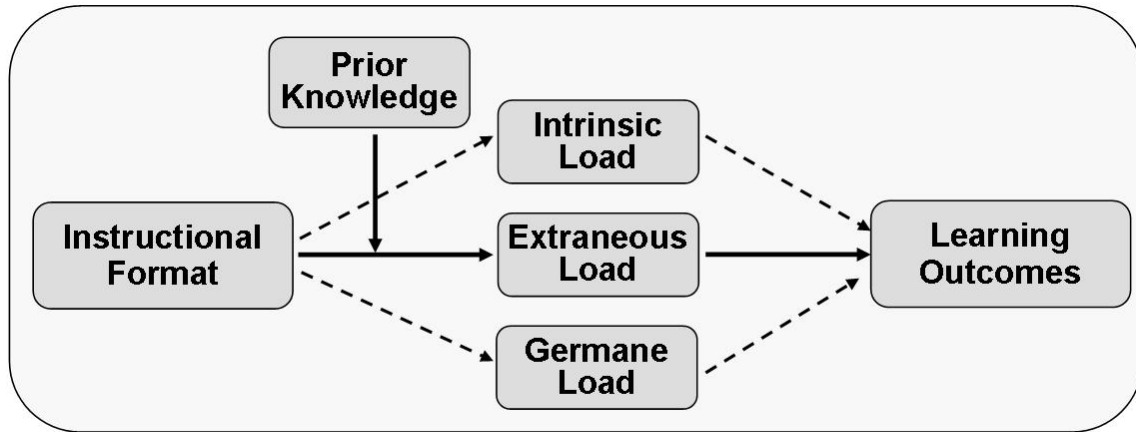 Prior
Knowledge
Intrinsic
Load
Instructional
Format
Extraneous
Load
Learning
Outcomes
Germane
Load